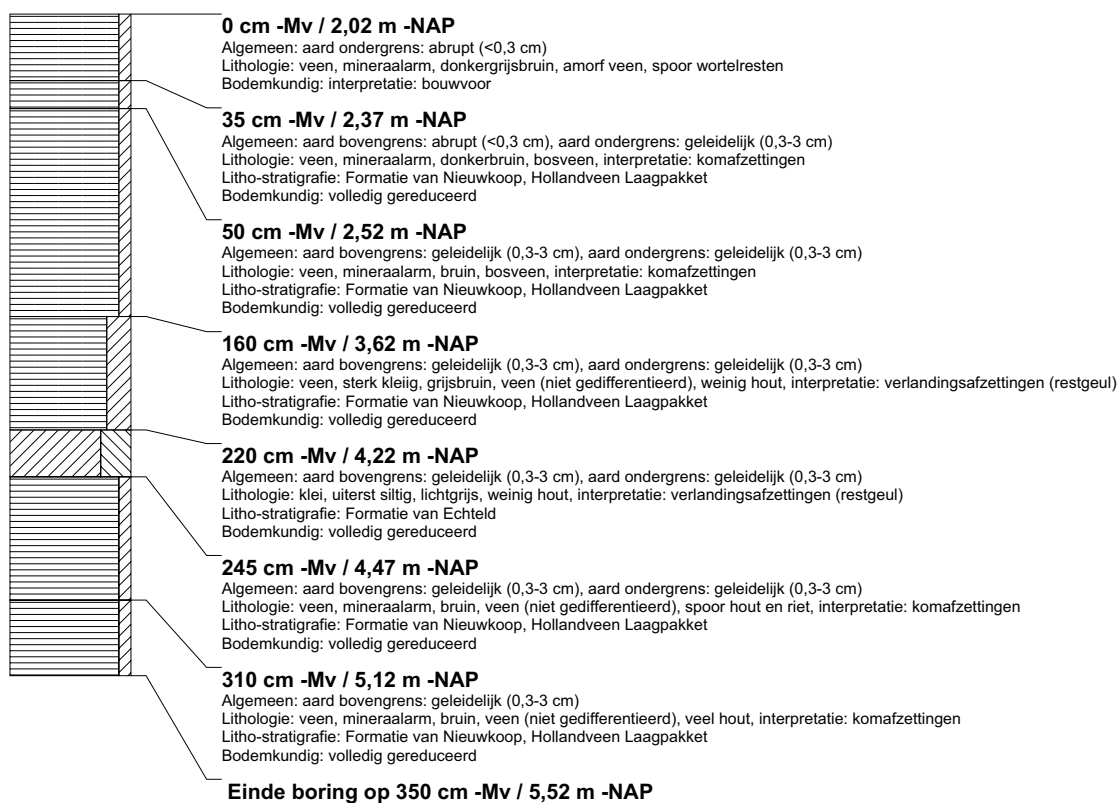 0 cm -Mv / 2,02 m -NAP
Algemeen: aard ondergrens: abrupt (<0,3 cm)
Lithologie: veen, mineraalarm, donkergrijsbruin, amorf veen, spoor wortelresten
Bodemkundig: interpretatie: bouwvoor
35 cm -Mv / 2,37 m -NAP
Algemeen: aard bovengrens: abrupt (<0,3 cm), aard ondergrens: geleidelijk (0,3-3 cm)
Lithologie: veen, mineraalarm, donkerbruin, bosveen, interpretatie: komafzettingen
Litho-stratigrafie: Formatie van Nieuwkoop, Hollandveen Laagpakket
Bodemkundig: volledig gereduceerd
50 cm -Mv / 2,52 m -NAP
Algemeen: aard bovengrens: geleidelijk (0,3-3 cm), aard ondergrens: geleidelijk (0,3-3 cm)
Lithologie: veen, mineraalarm, bruin, bosveen, interpretatie: komafzettingen
Litho-stratigrafie: Formatie van Nieuwkoop, Hollandveen Laagpakket
Bodemkundig: volledig gereduceerd
160 cm -Mv / 3,62 m -NAP
Algemeen: aard bovengrens: geleidelijk (0,3-3 cm), aard ondergrens: geleidelijk (0,3-3 cm)
Lithologie: veen, sterk kleiig, grijsbruin, veen (niet gedifferentieerd), weinig hout, interpretatie: verlandingsafzettingen (restgeul)
Litho-stratigrafie: Formatie van Nieuwkoop, Hollandveen Laagpakket
Bodemkundig: volledig gereduceerd
220 cm -Mv / 4,22 m -NAP
Algemeen: aard bovengrens: geleidelijk (0,3-3 cm), aard ondergrens: geleidelijk (0,3-3 cm)
Lithologie: klei, uiterst siltig, lichtgrijs, weinig hout, interpretatie: verlandingsafzettingen (restgeul)
Litho-stratigrafie: Formatie van Echteld
Bodemkundig: volledig gereduceerd
245 cm -Mv / 4,47 m -NAP
Algemeen: aard bovengrens: geleidelijk (0,3-3 cm), aard ondergrens: geleidelijk (0,3-3 cm)
Lithologie: veen, mineraalarm, bruin, veen (niet gedifferentieerd), spoor hout en riet, interpretatie: komafzettingen
Litho-stratigrafie: Formatie van Nieuwkoop, Hollandveen Laagpakket
Bodemkundig: volledig gereduceerd
310 cm -Mv / 5,12 m -NAP
Algemeen: aard bovengrens: geleidelijk (0,3-3 cm)
Lithologie: veen, mineraalarm, bruin, veen (niet gedifferentieerd), veel hout, interpretatie: komafzettingen
Litho-stratigrafie: Formatie van Nieuwkoop, Hollandveen Laagpakket
Bodemkundig: volledig gereduceerd
Einde boring op 350 cm -Mv / 5,52 m -NAP